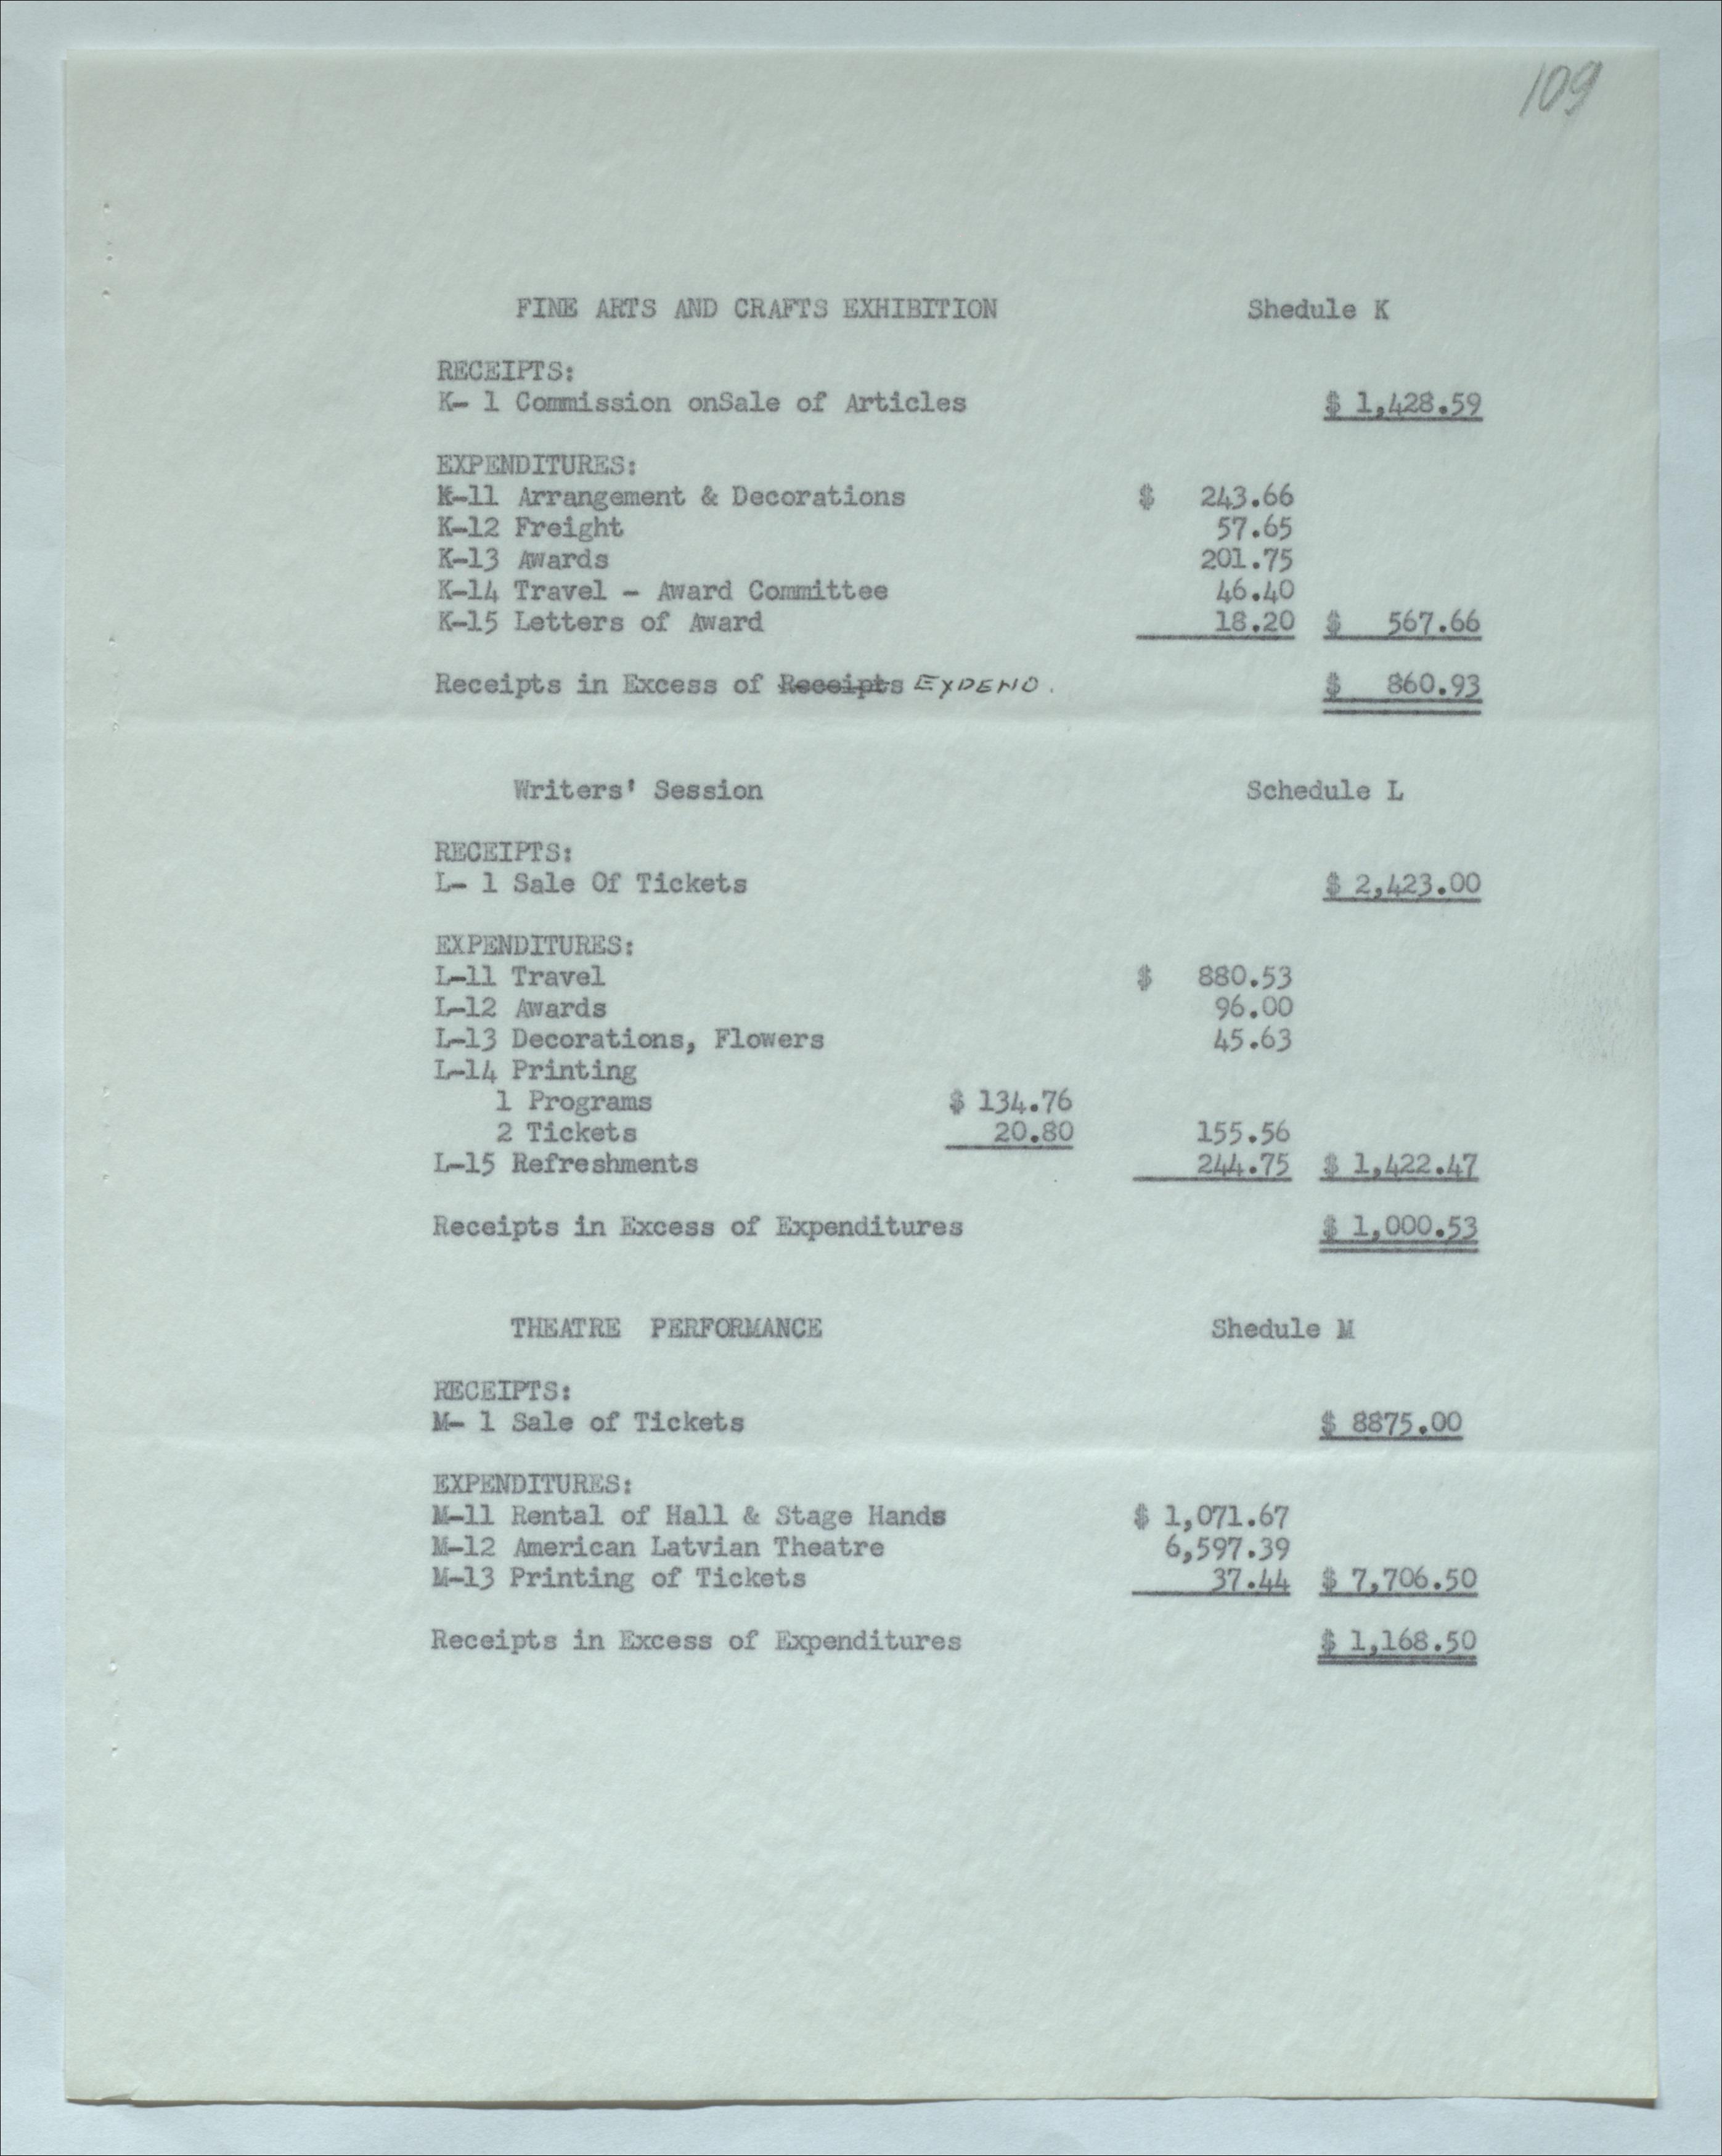 109
FINE ARTS AND CRAFTS EXHIBITION Shedule K
RECEIPTS:
K- 1 Commission onSale of Articles $ 1,428.59
EXPENDITURES:
K-11 Arrangement & Decorations $ 243.66
K-12 Freight 57.65
K-13 Awards 201.75
K-14 Travel - Award Committee 46.40
K-15 Letters of Award 18.20 $ 567.66
Receipts in Excess of Receipts EXPEND. $ 860.93
Writers' Session Schedule L
RECEIPTS:
L- 1 Sale Of Tickets $ 2,423.00
EXPENDITURES:
L-11 Travel $ 880.53
L-12 Awards 96.00
L-13 Decorations, Flowers 45.63
L-14 Printing
1 Programs $ 134.76
2 Tickets 20.80 155.56
L-15 Refreshments 244.75 $ 1,422.47
Receipts in Excess of Expenditures $ 1,000.53
THEATRE PERFORMANCE Shedule M
RECEIPTS:
M- 1 Sale of Tickets $ 8875.00
EXPENDITURES:
M-11 Rental of Hall & Stage Hands $ 1,071.67
M-12 American Latvian Theatre 6,597.39
M-13 Printing of Tickets 37.44 $ 7,706.50
Receipts in Excess of Expenditures $ 1,168.50